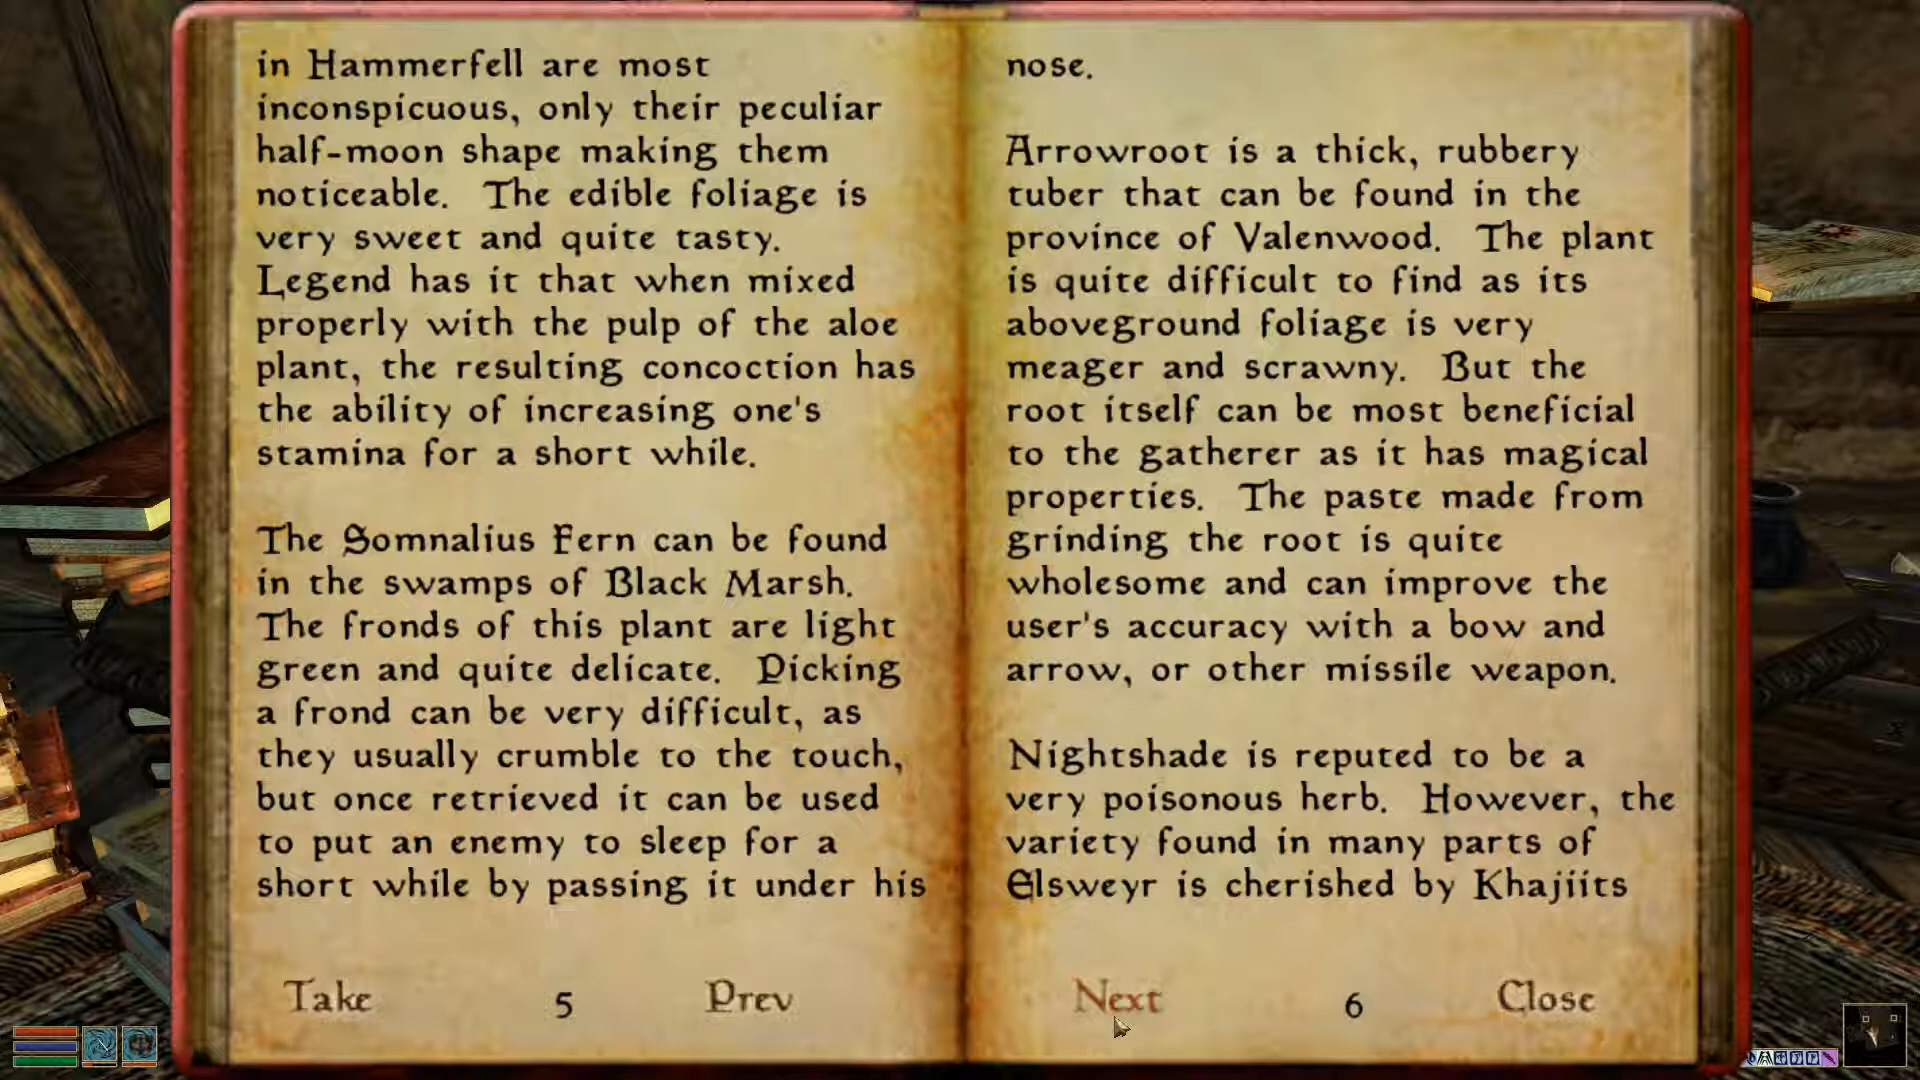 in Hammerfell are most
inconspicuous, only their peculiar
half-moon shape making them
noticeable. The edible foliage is
very sweet and quite tasty.
Legend has it that when mixed
properly with the pulp of the aloe
plant, the resulting concoction has
the ability of increasing one's
stamina for a short while.
The Somnalius Fern can be found
in the swamps of Black Marsh.
The fronds of this plant are light
green and quite delicate. Picking
a frond can be very difficult, as
they usually crumble to the touch,
but once retrieved it can be used
to put an enemy to sleep for a
short while by passing it under his
nose.
Arrowroot is a thick, rubbery
tuber that can be found in the
province of Valenwood. The plant
is quite difficult to find as its
aboveground foliage is very
meager and scrawny. But the
root itself can be most beneficial
to the gatherer as it has magical
properties. The paste made from
grinding the root is quite
wholesome and can improve the
user's accuracy with a bow and
arrow, or other missile weapon.
Nightshade is reputed to be a
very poisonous herb. However, the
variety found in many parts of
Elsweyr is cherished by Khajiits
Take 5 Prev Next 6 Close